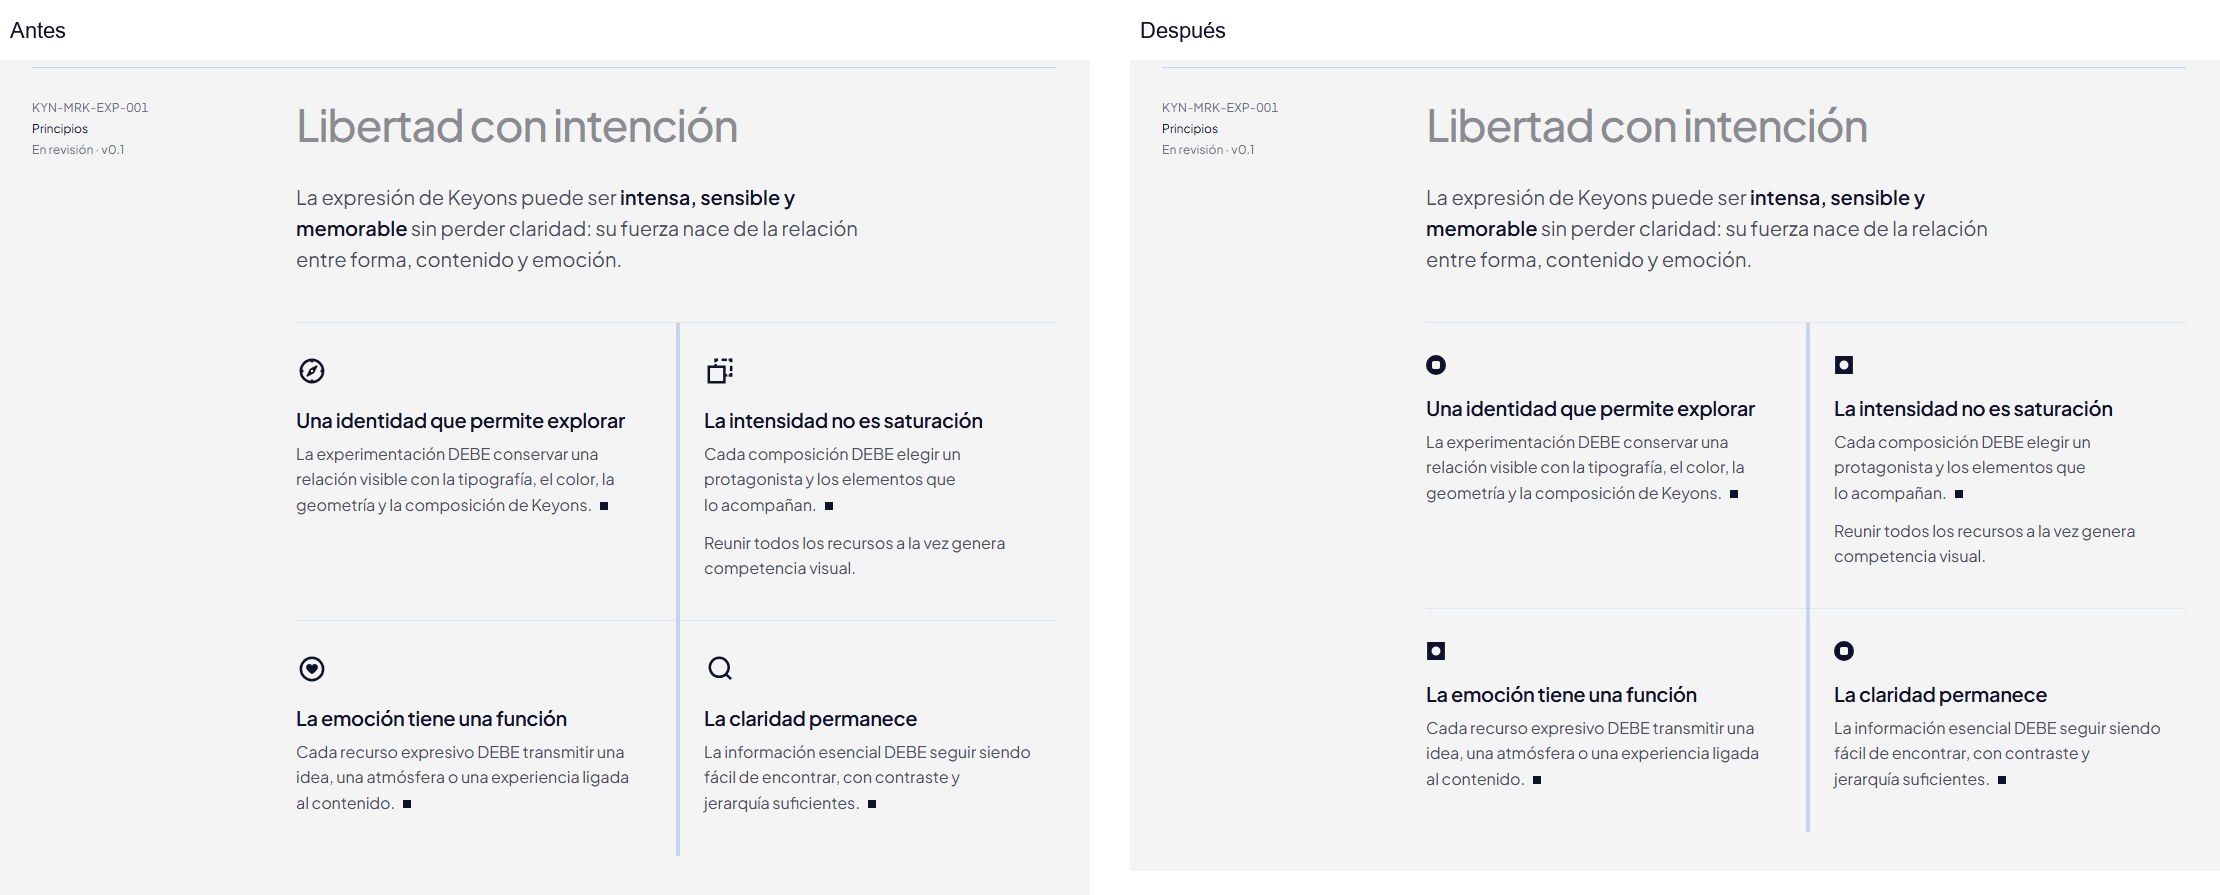 Antes
KYN-MRK-EXP-001
Principios
En revisión · v0.1
Libertad con intención
La expresión de Keyons puede ser intensa, sensible y
memorable sin perder claridad: su fuerza nace de la relación
entre forma, contenido y emoción.
Una identidad que permite explorar
La experimentación DEBE conservar una
relación visible con la tipografía, el color, la
geometría y la composición de Keyons.
La intensidad no es saturación
Cada composición DEBE elegir un
protagonista y los elementos que
lo acompañan.
Reunir todos los recursos a la vez genera
competencia visual.
La emoción tiene una función
Cada recurso expresivo DEBE transmitir una
idea, una atmósfera o una experiencia ligada
al contenido.
La claridad permanece
La información esencial DEBE seguir siendo
fácil de encontrar, con contraste y
jerarquía suficientes.
Después
KYN-MRK-EXP-001
Principios
En revisión · v0.1
Libertad con intención
La expresión de Keyons puede ser intensa, sensible y
memorable sin perder claridad: su fuerza nace de la relación
entre forma, contenido y emoción.
Una identidad que permite explorar
La experimentación DEBE conservar una
relación visible con la tipografía, el color, la
geometría y la composición de Keyons.
La intensidad no es saturación
Cada composición DEBE elegir un
protagonista y los elementos que
lo acompañan.
Reunir todos los recursos a la vez genera
competencia visual.
La emoción tiene una función
Cada recurso expresivo DEBE transmitir una
idea, una atmósfera o una experiencia ligada
al contenido.
La claridad permanece
La información esencial DEBE seguir siendo
fácil de encontrar, con contraste y
jerarquía suficientes.